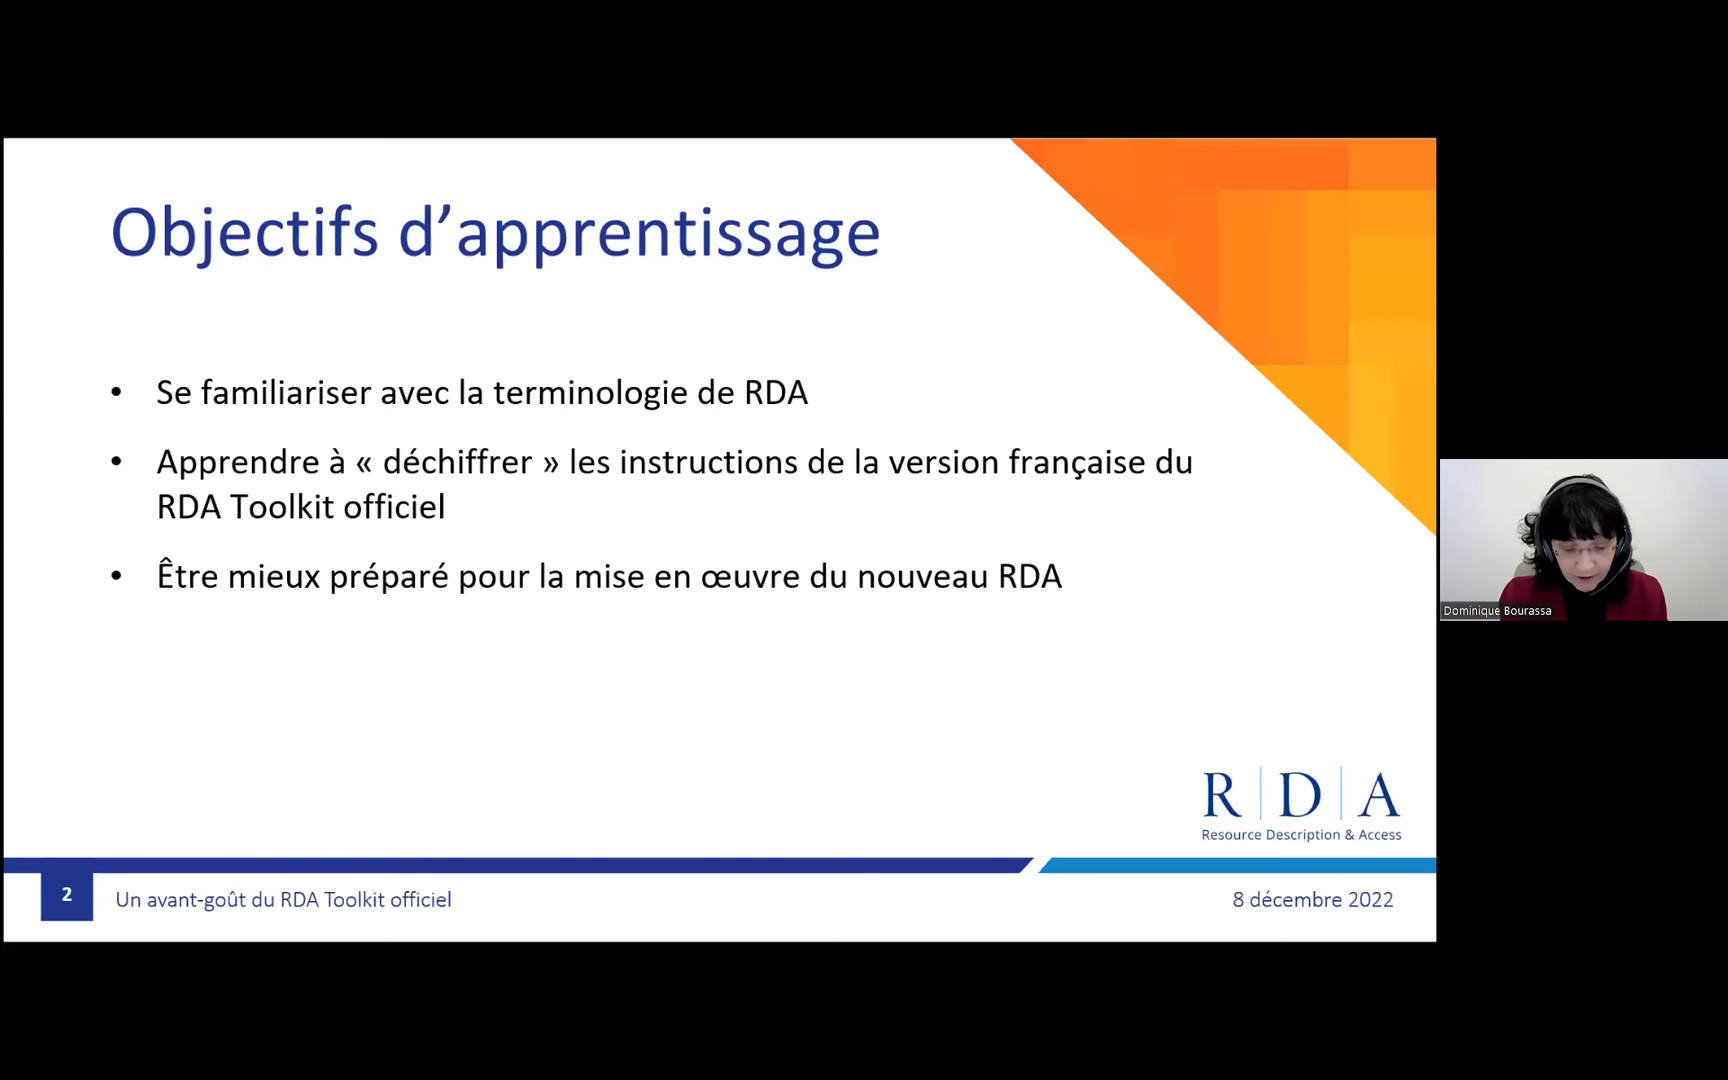 Objectifs d’apprentissage
• Se familiariser avec la terminologie de RDA
• Apprendre à « déchiffrer » les instructions de la version française du
RDA Toolkit officiel
• Être mieux préparé pour la mise en œuvre du nouveau RDA
Dominique Bourassa
R D A
Resource Description & Access
2
Un avant-goût du RDA Toolkit officiel
8 décembre 2022